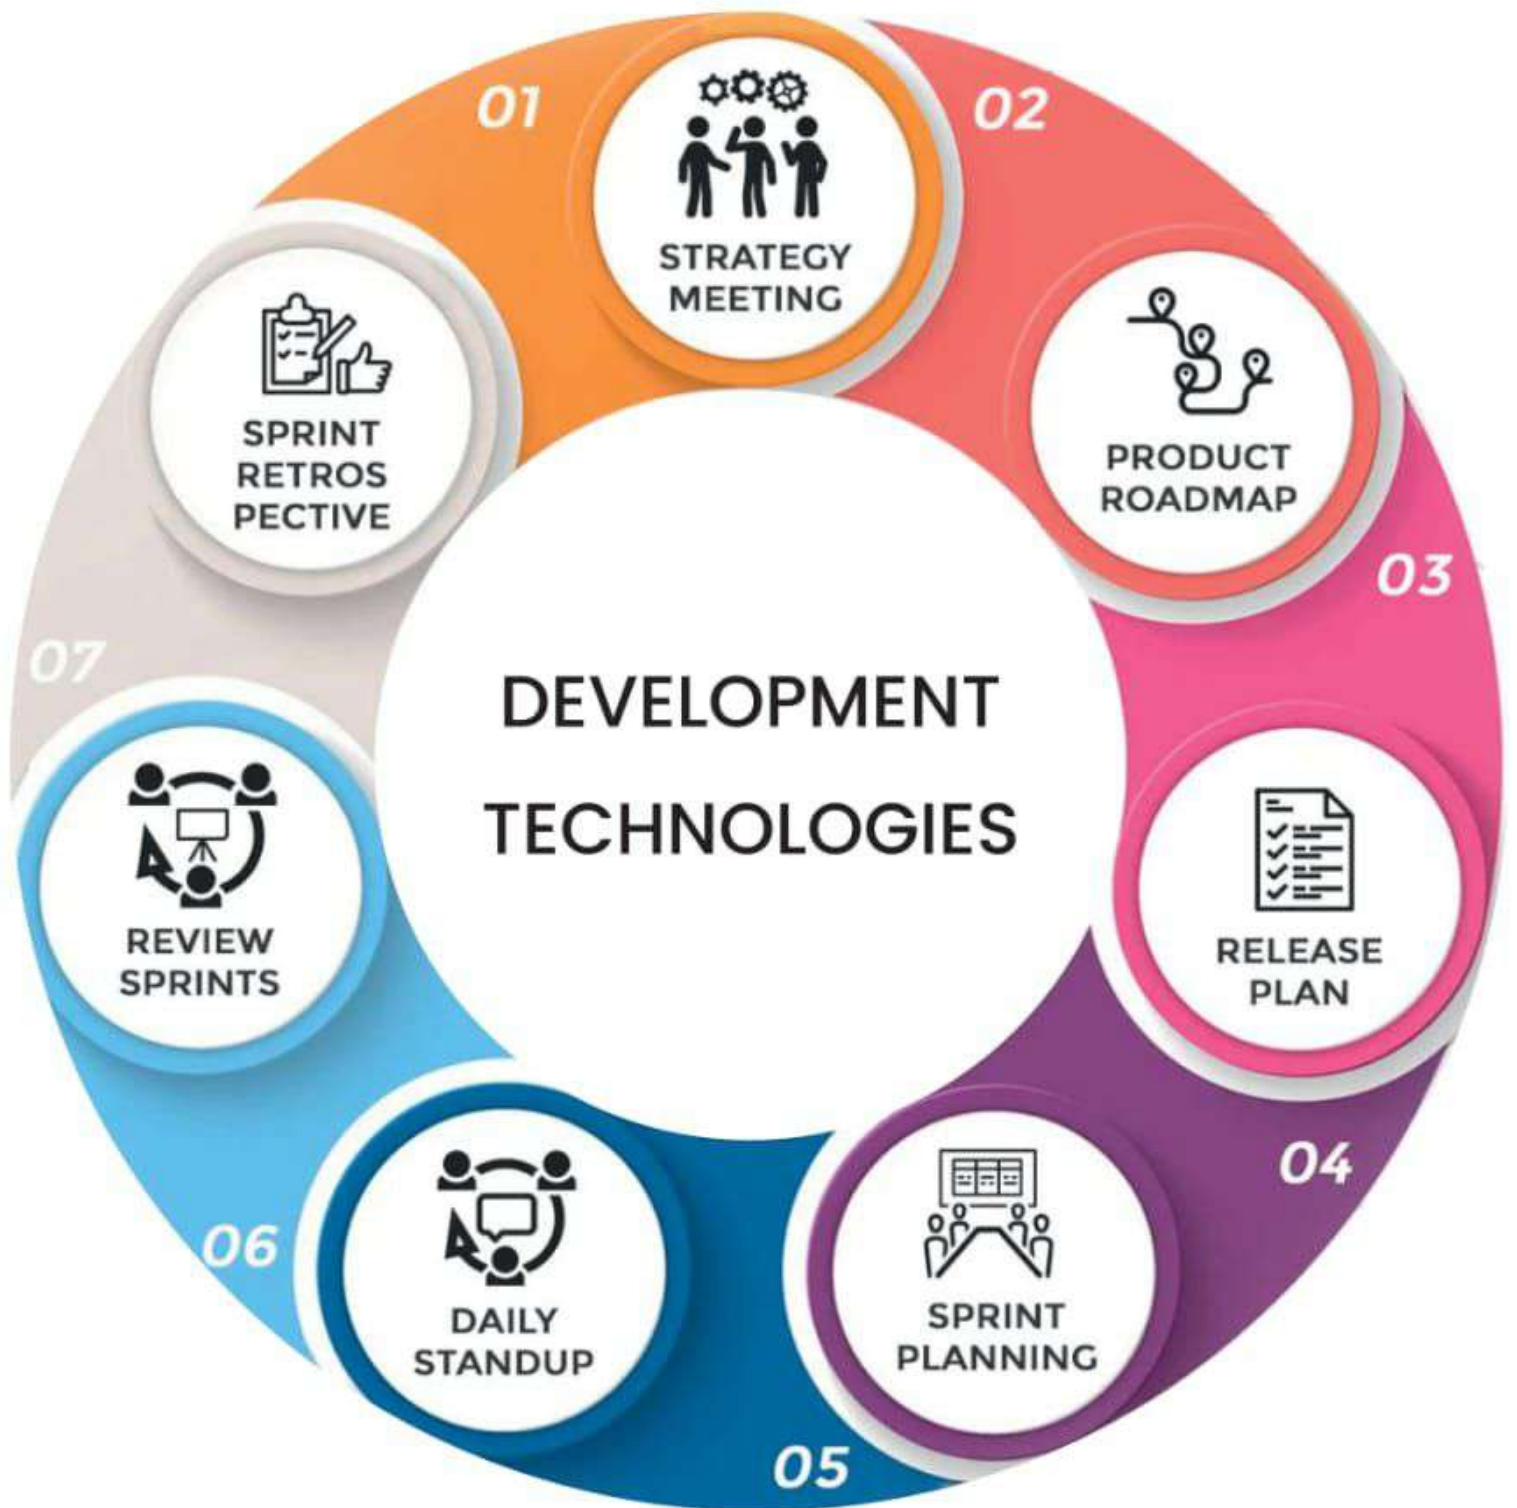 01
STRATEGY
MEETING
02
PRODUCT
ROADMAP
03
RELEASE
PLAN
04
SPRINT
PLANNING
05
DAILY
STANDUP
06
REVIEW
SPRINTS
07
SPRINT
RETROS
PECTIVE
DEVELOPMENT
TECHNOLOGIES